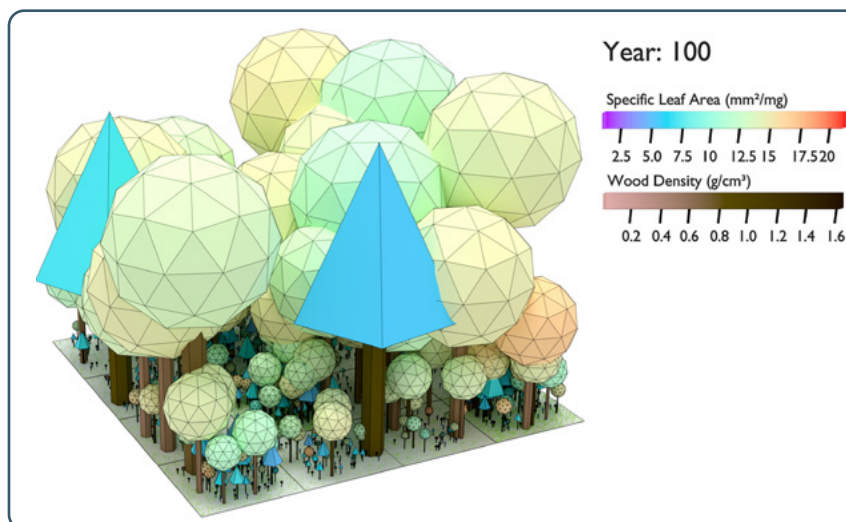 Year: 100
Specific Leaf Area (mm²/mg)
2.5 5.0 7.5 10 12.5 15 17.5 20
Wood Density (g/cm³)
0.2 0.4 0.6 0.8 1.0 1.2 1.4 1.6